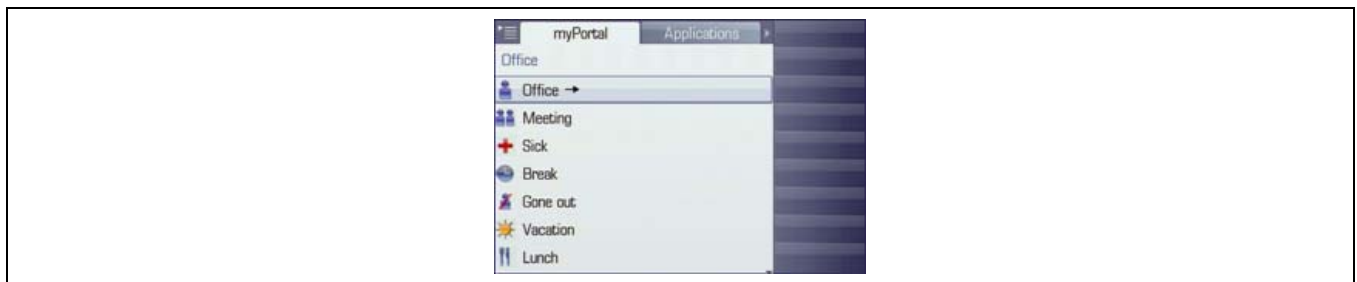 myPortal Applications
Office
Office →
Meeting
Sick
Break
Gone out
Vacation
Lunch